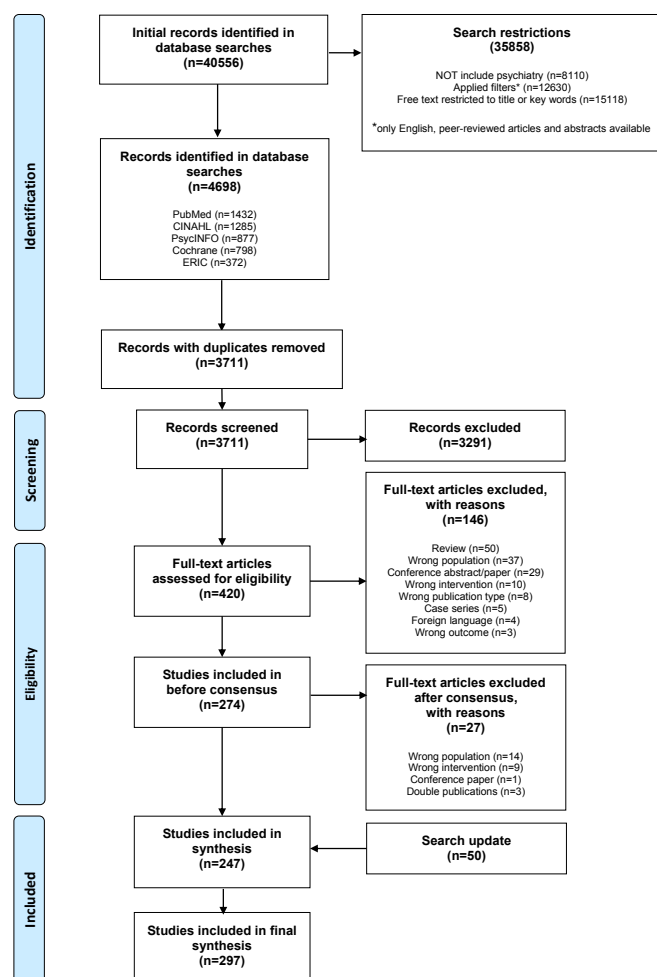 Identification
Initial records identified in
database searches
(n=40556)
Search restrictions
(35858)
NOT include psychiatry (n=8110)
Applied filters* (n=12630)
Free text restricted to title or key words (n=15118)
*only English, peer-reviewed articles and abstracts available
Records identified in database
searches
(n=4698)
PubMed (n=1432)
CINAHL (n=1285)
PsycINFO (n=877)
Cochrane (n=798)
ERIC (n=372)
Records with duplicates removed
(n=3711)
Screening
Records screened
(n=3711)
Records excluded
(n=3291)
Eligibility
Full-text articles
assessed for eligibility
(n=420)
Full-text articles excluded,
with reasons
(n=146)
Review (n=50)
Wrong population (n=37)
Conference abstract/paper (n=29)
Wrong intervention (n=10)
Wrong publication type (n=8)
Case series (n=5)
Foreign language (n=4)
Wrong outcome (n=3)
Studies included in
before consensus
(n=274)
Full-text articles excluded
after consensus,
with reasons
(n=27)
Wrong population (n=14)
Wrong intervention (n=9)
Conference paper (n=1)
Double publications (n=3)
Included
Studies included in
synthesis
(n=247)
Search update
(n=50)
Studies included in final
synthesis
(n=297)